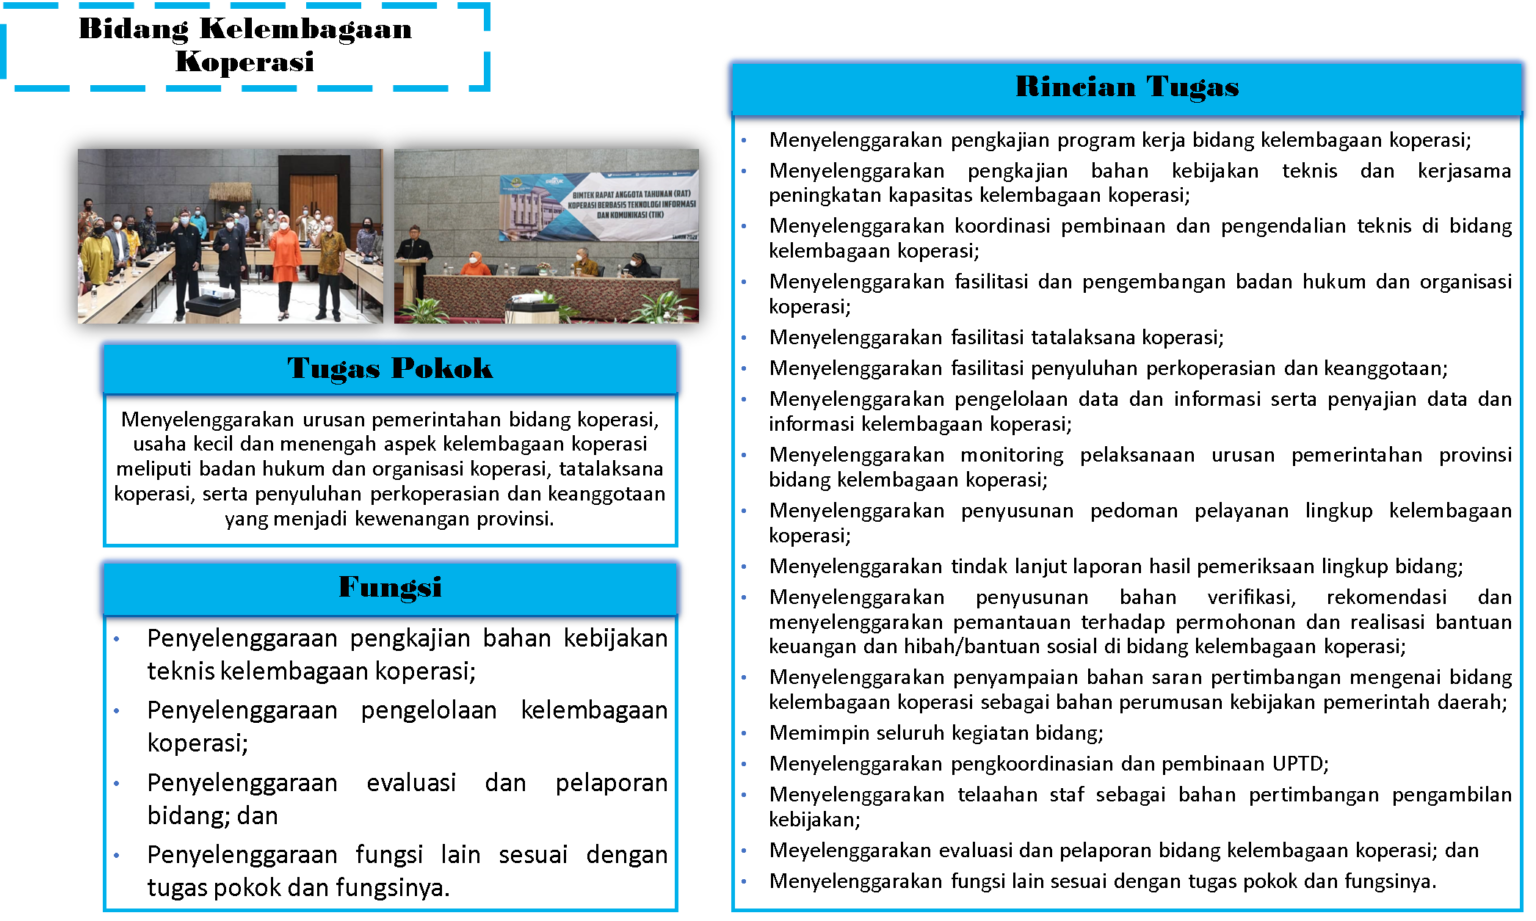 Bidang Kelembagaan
Koperasi
BIMTEK RAPAT ANGGOTA TAHUNAN (RAT)
KOPERASI BERBASIS TEKNOLOGI INFORMASI
DAN KOMUNIKASI (TIK)
Tugas Pokok
Menyelenggarakan urusan pemerintahan bidang koperasi,
usaha kecil dan menengah aspek kelembagaan koperasi
meliputi badan hukum dan organisasi koperasi, tatalaksana
koperasi, serta penyuluhan perkoperasian dan keanggotaan
yang menjadi kewenangan provinsi.
Fungsi
• Penyelenggaraan pengkajian bahan kebijakan
teknis kelembagaan koperasi;
• Penyelenggaraan pengelolaan kelembagaan
koperasi;
• Penyelenggaraan evaluasi dan pelaporan
bidang; dan
• Penyelenggaraan fungsi lain sesuai dengan
tugas pokok dan fungsinya.
Rincian Tugas
• Menyelenggarakan pengkajian program kerja bidang kelembagaan koperasi;
• Menyelenggarakan pengkajian bahan kebijakan teknis dan kerjasama
peningkatan kapasitas kelembagaan koperasi;
• Menyelenggarakan koordinasi pembinaan dan pengendalian teknis di bidang
kelembagaan koperasi;
• Menyelenggarakan fasilitasi dan pengembangan badan hukum dan organisasi
koperasi;
• Menyelenggarakan fasilitasi tatalaksana koperasi;
• Menyelenggarakan fasilitasi penyuluhan perkoperasian dan keanggotaan;
• Menyelenggarakan pengelolaan data dan informasi serta penyajian data dan
informasi kelembagaan koperasi;
• Menyelenggarakan monitoring pelaksanaan urusan pemerintahan provinsi
bidang kelembagaan koperasi;
• Menyelenggarakan penyusunan pedoman pelayanan lingkup kelembagaan
koperasi;
• Menyelenggarakan tindak lanjut laporan hasil pemeriksaan lingkup bidang;
• Menyelenggarakan penyusunan bahan verifikasi, rekomendasi dan
menyelenggarakan pemantauan terhadap permohonan dan realisasi bantuan
keuangan dan hibah/bantuan sosial di bidang kelembagaan koperasi;
• Menyelenggarakan penyampaian bahan saran pertimbangan mengenai bidang
kelembagaan koperasi sebagai bahan perumusan kebijakan pemerintah daerah;
• Memimpin seluruh kegiatan bidang;
• Menyelenggarakan pengkoordinasian dan pembinaan UPTD;
• Menyelenggarakan telaahan staf sebagai bahan pertimbangan pengambilan
kebijakan;
• Meyelenggarakan evaluasi dan pelaporan bidang kelembagaan koperasi; dan
• Menyelenggarakan fungsi lain sesuai dengan tugas pokok dan fungsinya.